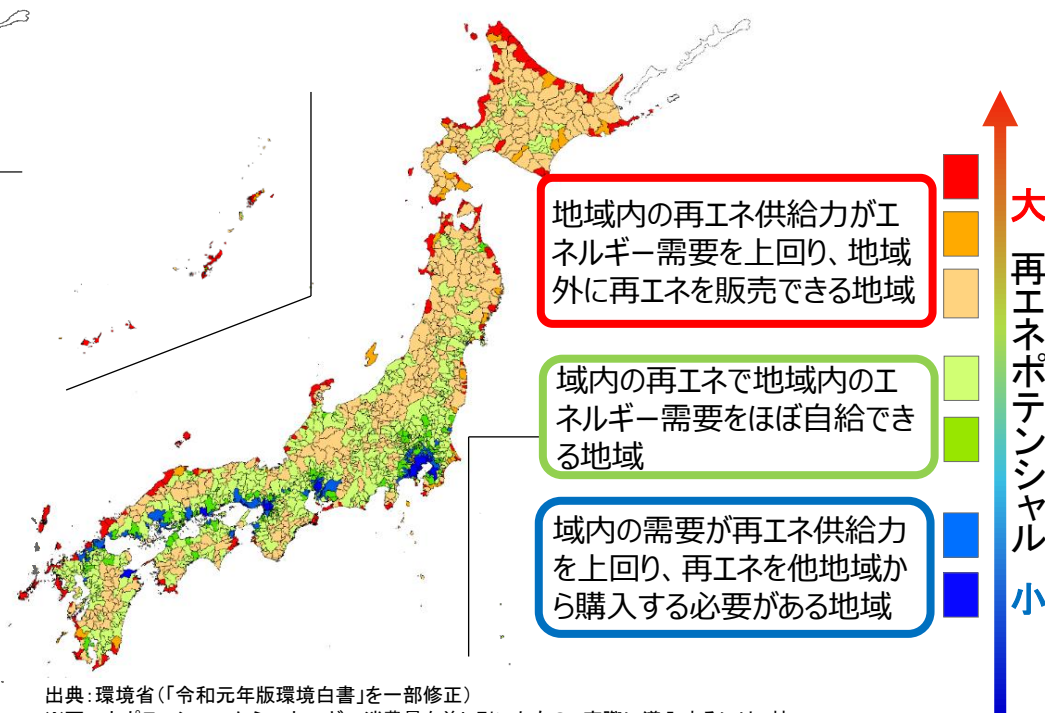 地域内の再エネ供給力がエ
ネルギー需要を上回り、地域
外に再エネを販売できる地域
域内の再エネで地域内のエ
ネルギー需要をほぼ自給でき
る地域
域内の需要が再エネ供給力
を上回り、再エネを他地域か
ら購入する必要がある地域
大
再エネポテンシャル
小
出典：環境省（「令和元年版環境白書」を一部修正）